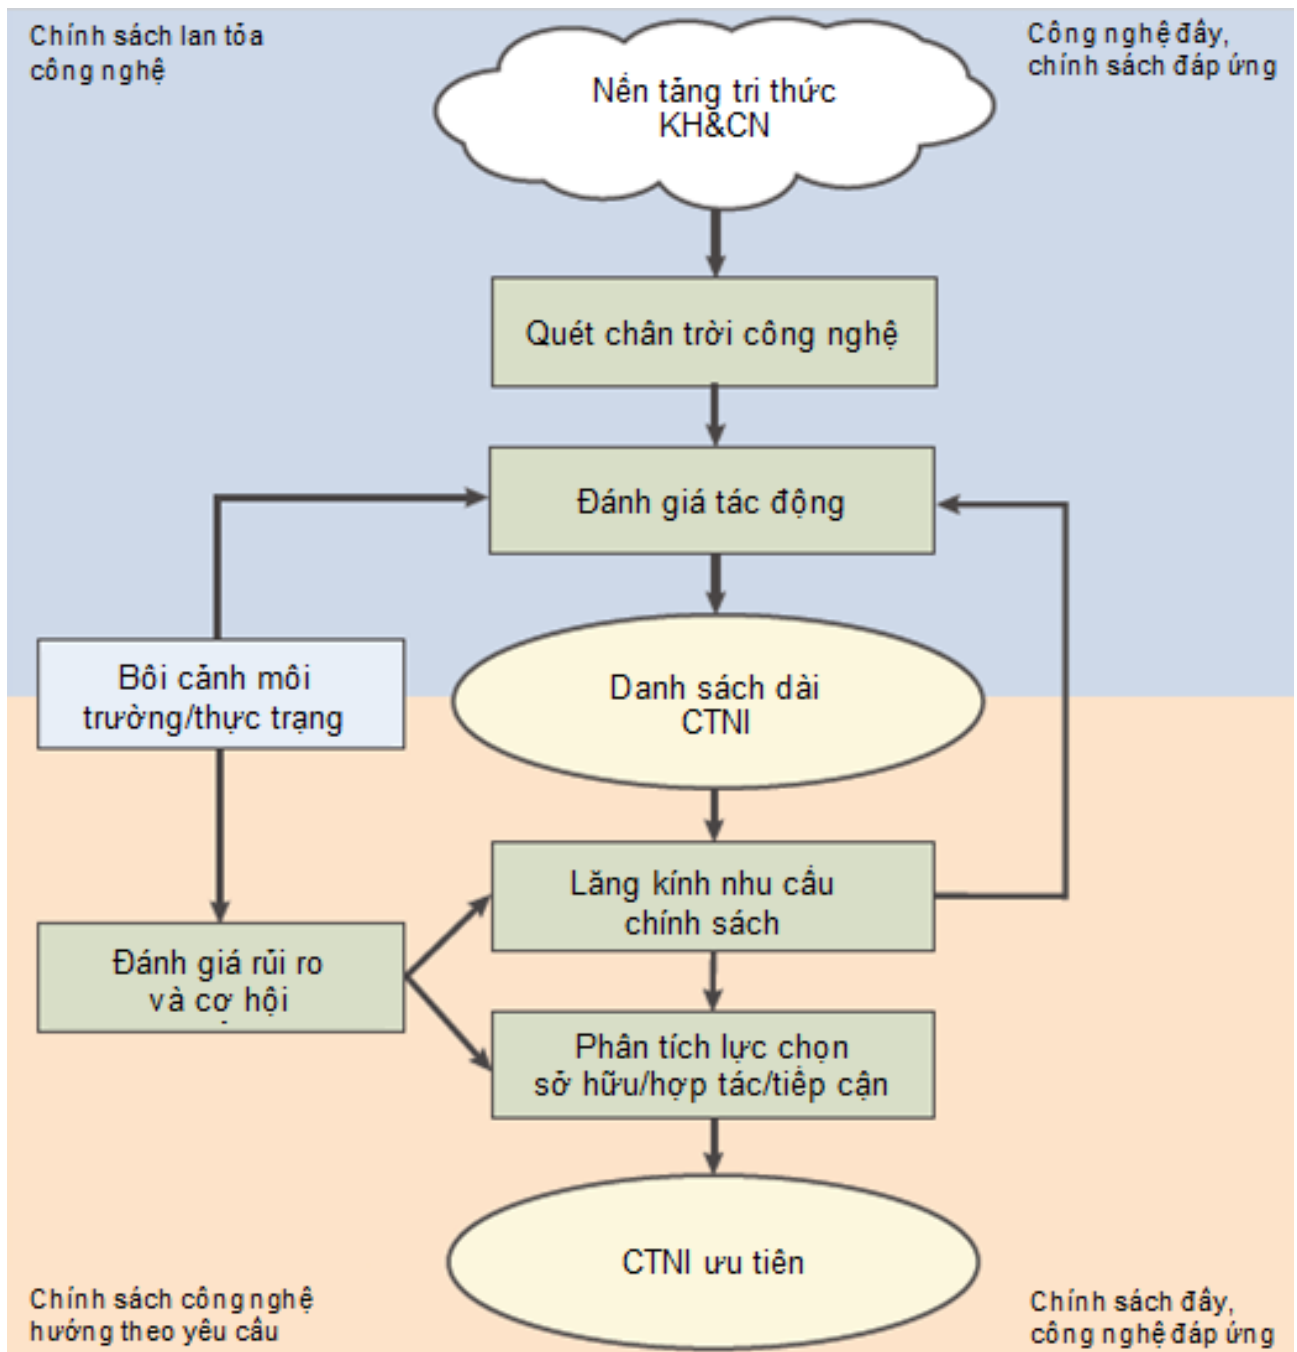 Chính sách lan tỏa
công nghệ
Công nghệ đẩy,
chính sách đáp ứng
Nền tảng tri thức
KH&CN
Quét chân trời công nghệ
Đánh giá tác động
Bối cảnh môi
trường/thực trạng
Danh sách dài
CTNI
Lăng kính nhu cầu
chính sách
Đánh giá rủi ro
và cơ hội
Phân tích lực chọn
sở hữu/hợp tác/tiếp cận
CTNI ưu tiên
Chính sách công nghệ
hướng theo yêu cầu
Chính sách đẩy,
công nghệ đáp ứng